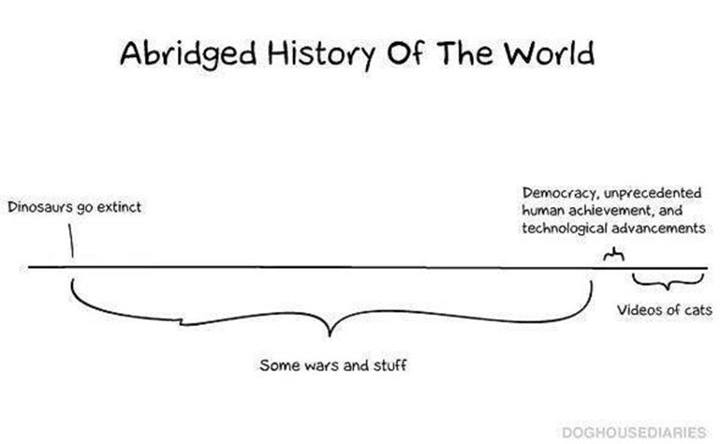 Abridged History Of The World
Dinosaurs go extinct
Democracy, unprecedented
human achievement, and
technological advancements
Videos of cats
Some wars and stuff
DOGHOUSEDIARIES